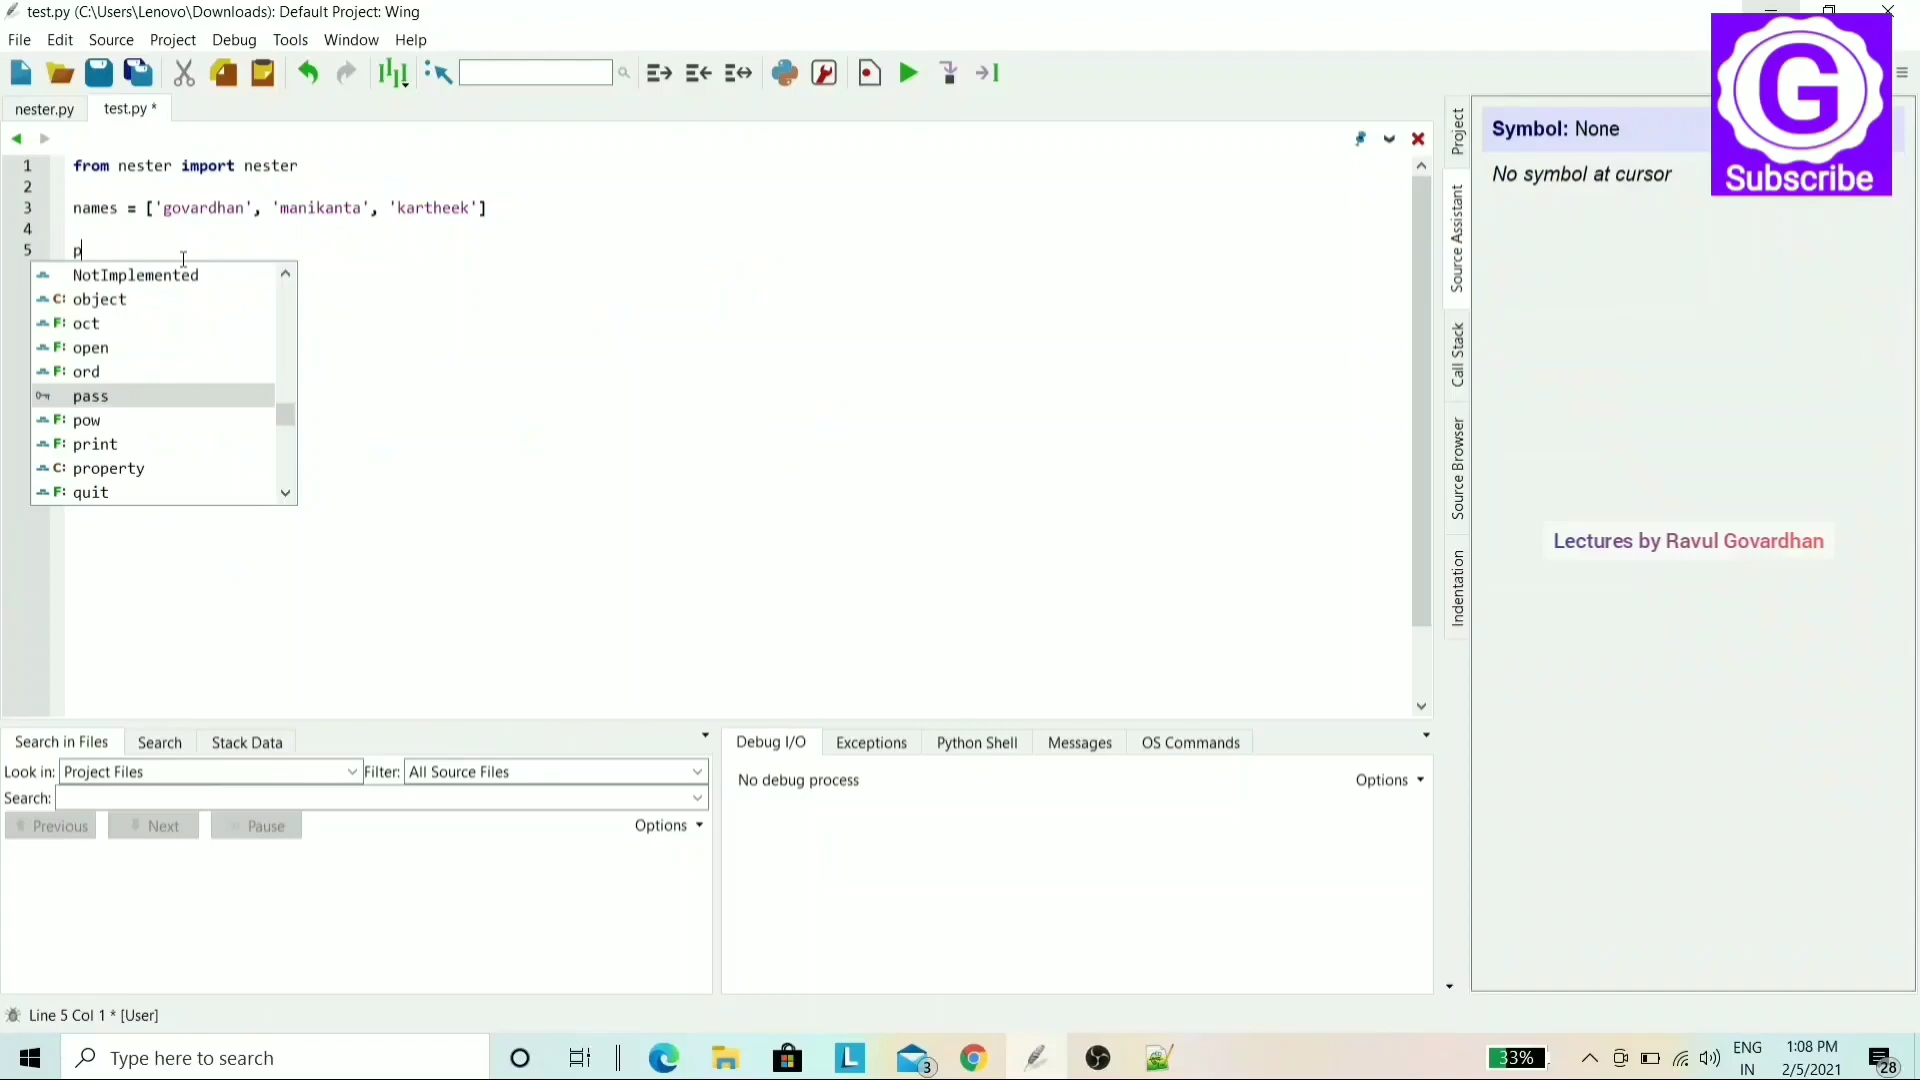 test.py (C:\Users\Lenovo\Downloads): Default Project: Wing
File Edit Source Project Debug Tools Window Help
nester.py test.py *
1 from nester import nester
2
3 names = ['govardhan', 'manikanta', 'kartheek']
4
5 p
NotImplemented
C: object
F: oct
F: open
F: ord
pass
F: pow
F: print
C: property
F: quit
Project
Source Assistant
Call Stack
Source Browser
Indentation
Symbol: None
No symbol at cursor
G
Subscribe
Lectures by Ravul Govardhan
Search in Files Search Stack Data
Look in: Project Files Filter: All Source Files
Search:
Previous Next Pause Options
Debug I/O Exceptions Python Shell Messages OS Commands
No debug process Options
Line 5 Col 1 * [User]
Type here to search
L
3
33%
ENG
IN
1:08 PM
2/5/2021
28